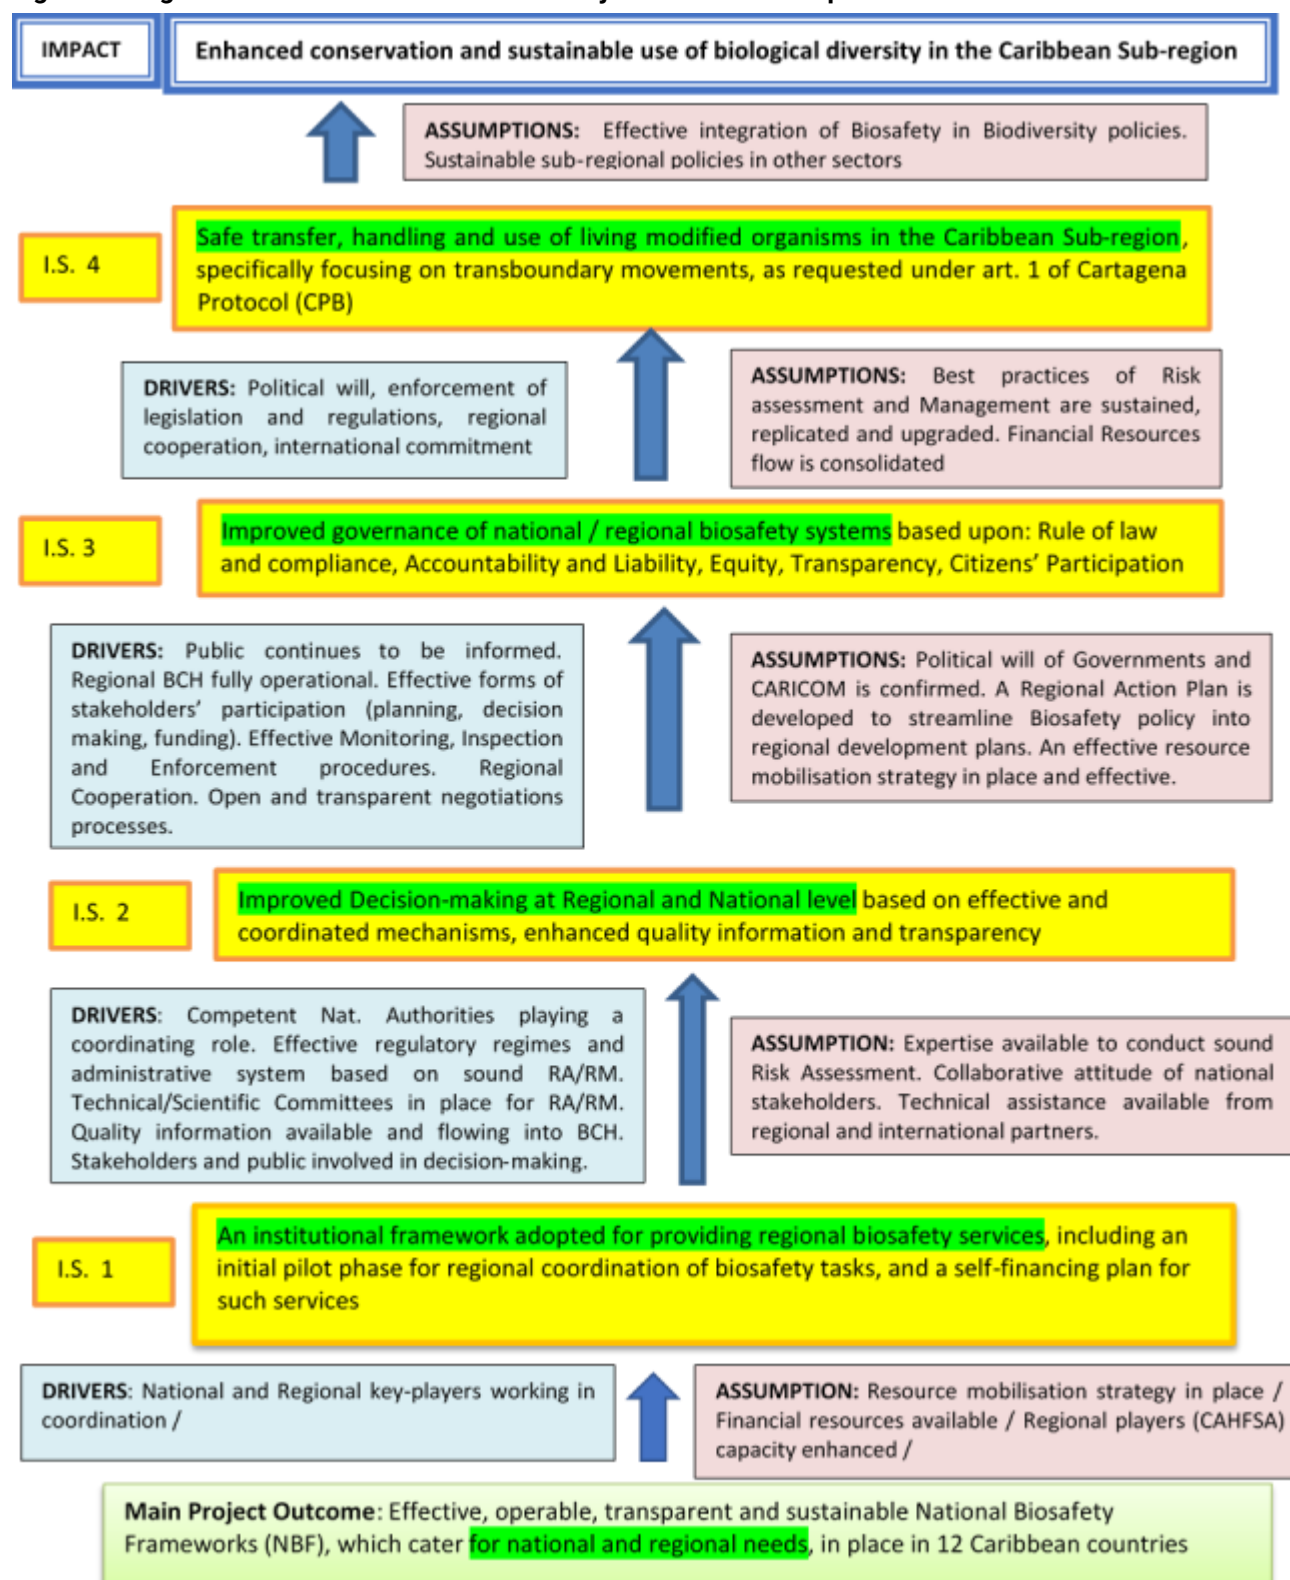 IMPACT
Enhanced conservation and sustainable use of biological diversity in the Caribbean Sub-region
ASSUMPTIONS: Effective integration of Biosafety in Biodiversity policies.
Sustainable sub-regional policies in other sectors
I.S. 4
Safe transfer, handling and use of living modified organisms in the Caribbean Sub-region,
specifically focusing on transboundary movements, as requested under art. 1 of Cartagena
Protocol (CPB)
DRIVERS: Political will, enforcement of
legislation and regulations, regional
cooperation, international commitment
ASSUMPTIONS: Best practices of Risk
assessment and Management are sustained,
replicated and upgraded. Financial Resources
flow is consolidated
I.S. 3
Improved governance of national / regional biosafety systems based upon: Rule of law
and compliance, Accountability and Liability, Equity, Transparency, Citizens' Participation
DRIVERS: Public continues to be informed.
Regional BCH fully operational. Effective forms of
stakeholders' participation (planning, decision
making, funding). Effective Monitoring, Inspection
and Enforcement procedures. Regional
Cooperation. Open and transparent negotiations
processes.
ASSUMPTIONS: Political will of Governments and
CARICOM is confirmed. A Regional Action Plan is
developed to streamline Biosafety policy into
regional development plans. An effective resource
mobilisation strategy in place and effective.
I.S. 2
Improved Decision-making at Regional and National level based on effective and
coordinated mechanisms, enhanced quality information and transparency
DRIVERS: Competent Nat. Authorities playing a
coordinating role. Effective regulatory regimes and
administrative system based on sound RA/RM.
Technical/Scientific Committees in place for RA/RM.
Quality information available and flowing into BCH.
Stakeholders and public involved in decision-making.
ASSUMPTION: Expertise available to conduct sound
Risk Assessment. Collaborative attitude of national
stakeholders. Technical assistance available from
regional and international partners.
I.S. 1
An institutional framework adopted for providing regional biosafety services, including an
initial pilot phase for regional coordination of biosafety tasks, and a self-financing plan for
such services
DRIVERS: National and Regional key-players working in
coordination /
ASSUMPTION: Resource mobilisation strategy in place /
Financial resources available / Regional players (CAHFSA)
capacity enhanced /
Main Project Outcome: Effective, operable, transparent and sustainable National Biosafety
Frameworks (NBF), which cater for national and regional needs, in place in 12 Caribbean countries